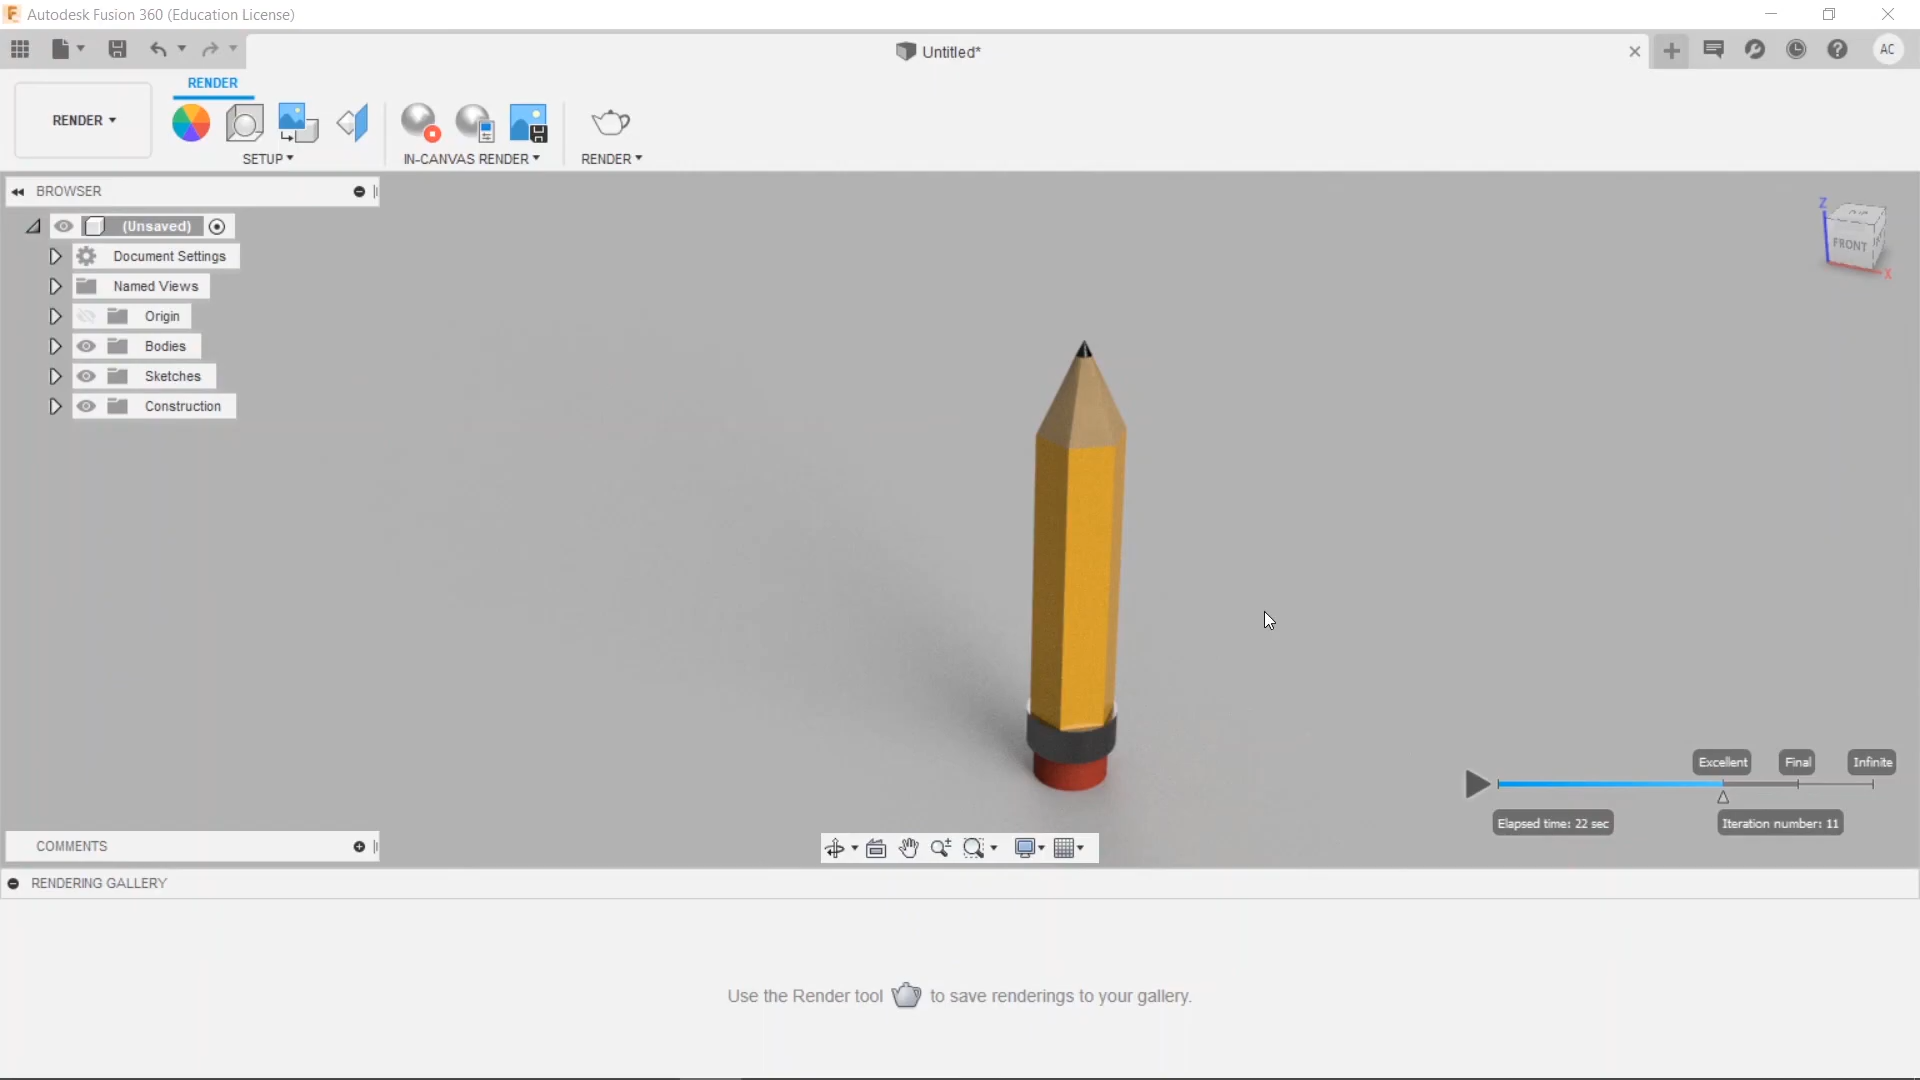 Autodesk Fusion 360 (Education License)
Untitled*
AC
RENDER
RENDER
SETUP
IN-CANVAS RENDER
RENDER
BROWSER
(Unsaved)
Document Settings
Named Views
Origin
Bodies
Sketches
Construction
Z
FRONT
X
Excellent
Final
Infinite
Elapsed time: 22 sec
Iteration number: 11
COMMENTS
RENDERING GALLERY
Use the Render tool to save renderings to your gallery.